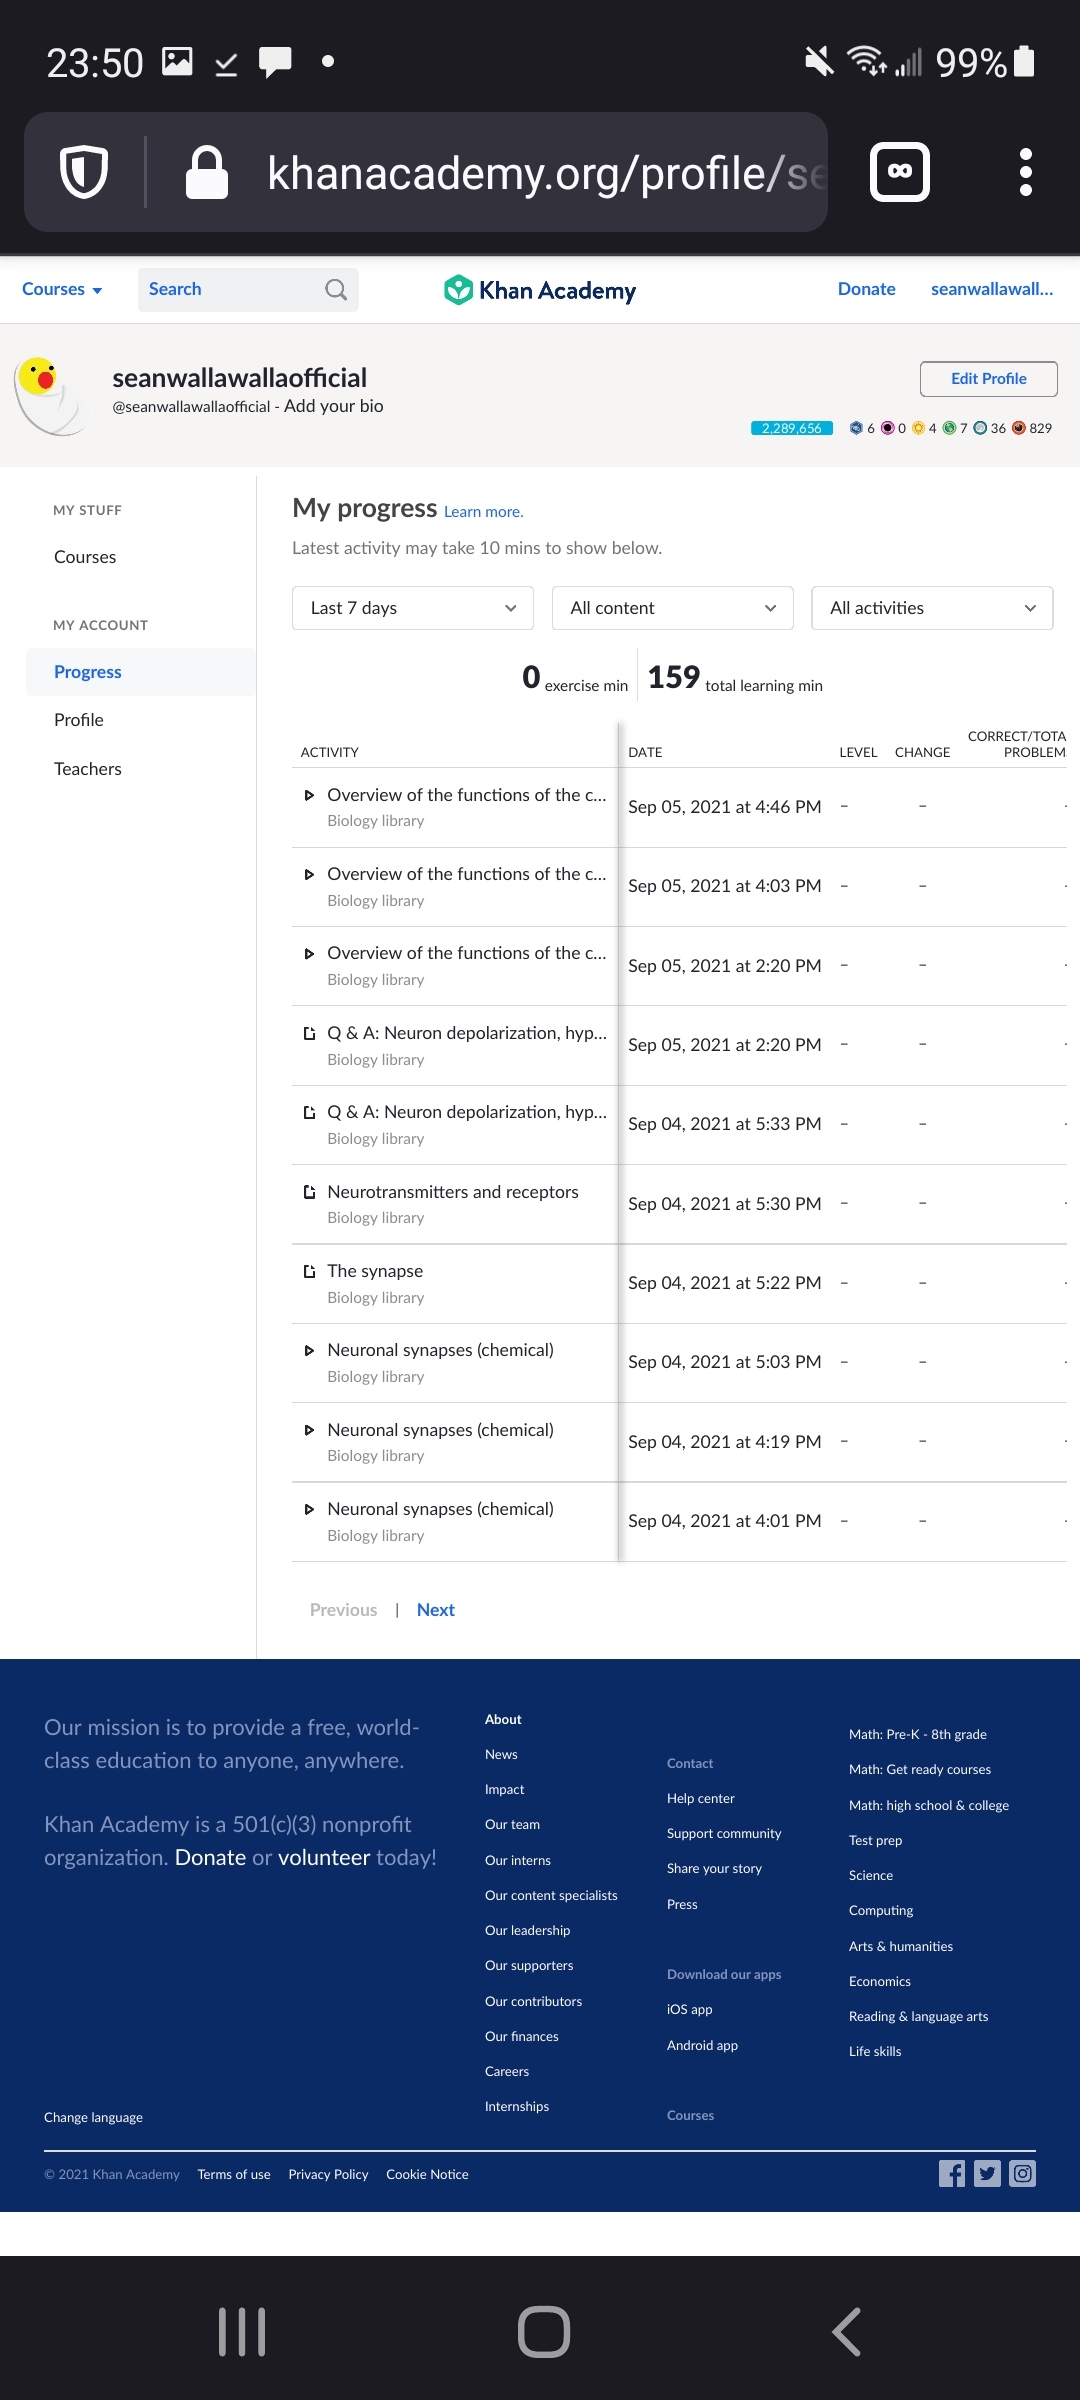 23:50
99%
khanacademy.org/profile/se
Courses
Search
Khan Academy
Donate
seanwallawall...
seanwallawallaofficial
@seanwallawallaofficial - Add your bio
Edit Profile
2,289,656 6 0 4 7 36 829
MY STUFF
Courses
MY ACCOUNT
Progress
Profile
Teachers
My progress Learn more.
Latest activity may take 10 mins to show below.
Last 7 days
All content
All activities
0 exercise min
159 total learning min
ACTIVITY DATE LEVEL CHANGE CORRECT/TOTA
PROBLEM
Overview of the functions of the c... Sep 05, 2021 at 4:46 PM – – -
Biology library
Overview of the functions of the c... Sep 05, 2021 at 4:03 PM – – -
Biology library
Overview of the functions of the c... Sep 05, 2021 at 2:20 PM – – -
Biology library
Q & A: Neuron depolarization, hyp... Sep 05, 2021 at 2:20 PM – – -
Biology library
Q & A: Neuron depolarization, hyp... Sep 04, 2021 at 5:33 PM – – -
Biology library
Neurotransmitters and receptors Sep 04, 2021 at 5:30 PM – – -
Biology library
The synapse Sep 04, 2021 at 5:22 PM – – -
Biology library
Neuronal synapses (chemical) Sep 04, 2021 at 5:03 PM – – -
Biology library
Neuronal synapses (chemical) Sep 04, 2021 at 4:19 PM – – -
Biology library
Neuronal synapses (chemical) Sep 04, 2021 at 4:01 PM – – -
Biology library
Previous | Next
Our mission is to provide a free, world-
class education to anyone, anywhere.
Khan Academy is a 501(c)(3) nonprofit
organization. Donate or volunteer today!
Change language
About
News
Impact
Our team
Our interns
Our content specialists
Our leadership
Our supporters
Our contributors
Our finances
Careers
Internships
Contact
Help center
Support community
Share your story
Press
Download our apps
iOS app
Android app
Courses
Math: Pre-K - 8th grade
Math: Get ready courses
Math: high school & college
Test prep
Science
Computing
Arts & humanities
Economics
Reading & language arts
Life skills
© 2021 Khan Academy Terms of use Privacy Policy Cookie Notice